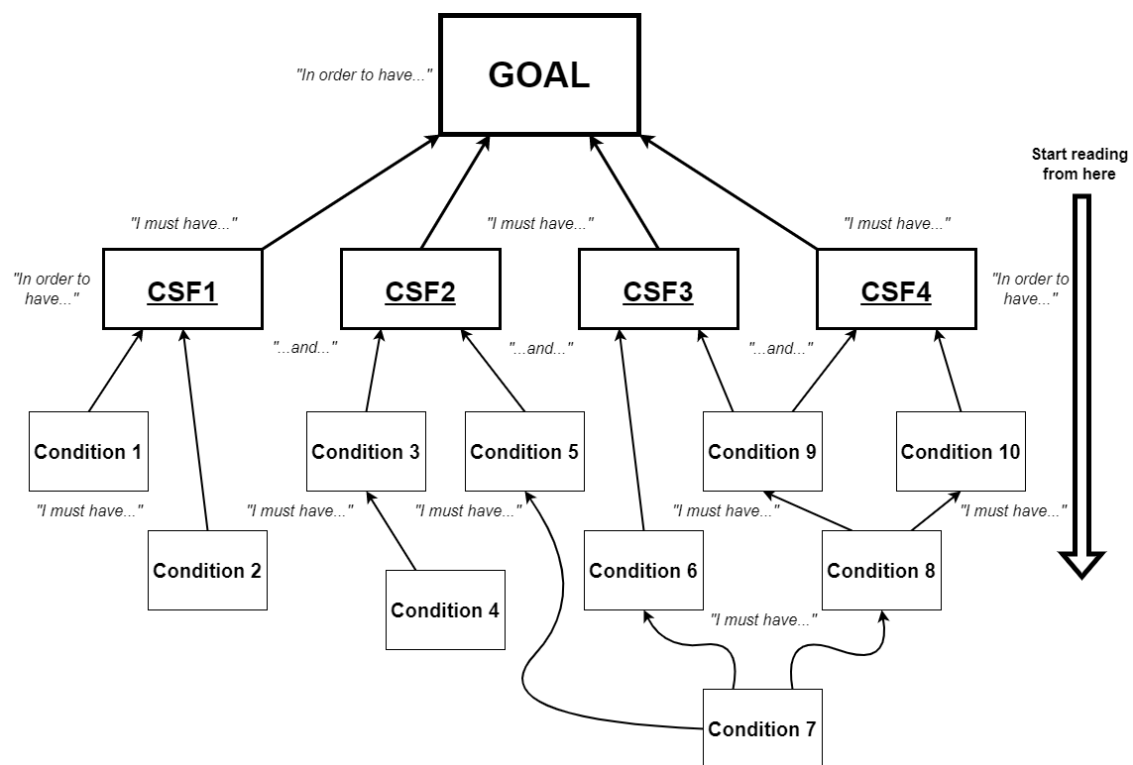 "In order to have..."
GOAL
Start reading
from here
"I must have..."
"I must have..."
"I must have..."
"In order to
have..."
CSF1
CSF2
CSF3
CSF4
"In order to
have..."
"...and..."
"...and..."
"...and..."
Condition 1
Condition 3
Condition 5
Condition 9
Condition 10
"I must have..."
"I must have..."
"I must have..."
"I must have..."
"I must have..."
Condition 2
Condition 6
Condition 8
Condition 4
"I must have..."
Condition 7